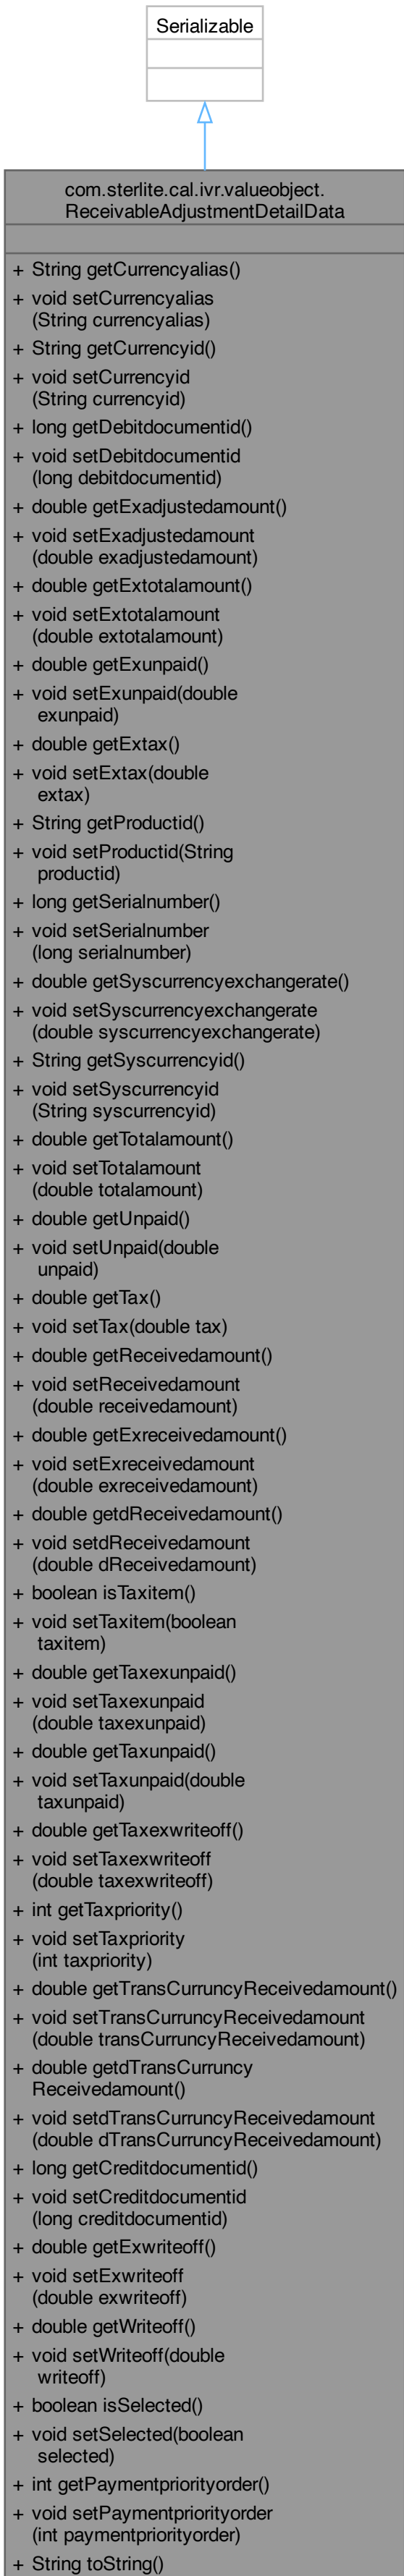 Serializable
com.sterlite.cal.ivr.valueobject.
ReceivableAdjustmentDetailData
+ String getCurrencyalias()
+ void setCurrencyalias
(String currencyalias)
+ String getCurrencyid()
+ void setCurrencyid
(String currencyid)
+ long getDebitdocumentid()
+ void setDebitdocumentid
(long debitdocumentid)
+ double getExadjustedamount()
+ void setExadjustedamount
(double exadjustedamount)
+ double getExtotalamount()
+ void setExtotalamount
(double extotalamount)
+ double getExunpaid()
+ void setExunpaid(double
exunpaid)
+ double getExtax()
+ void setExtax(double
extax)
+ String getProductid()
+ void setProductid(String
productid)
+ long getSerialnumber()
+ void setSerialnumber
(long serialnumber)
+ double getSyscurrencyexchangerate()
+ void setSyscurrencyexchangerate
(double syscurrencyexchangerate)
+ String getSyscurrencyid()
+ void setSyscurrencyid
(String syscurrencyid)
+ double getTotalamount()
+ void setTotalamount
(double totalamount)
+ double getUnpaid()
+ void setUnpaid(double
unpaid)
+ double getTax()
+ void setTax(double tax)
+ double getReceivedamount()
+ void setReceivedamount
(double receivedamount)
+ double getExreceivedamount()
+ void setExreceivedamount
(double exreceivedamount)
+ double getdReceivedamount()
+ void setdReceivedamount
(double dReceivedamount)
+ boolean isTaxitem()
+ void setTaxitem(boolean
taxitem)
+ double getTaxexunpaid()
+ void setTaxexunpaid
(double taxexunpaid)
+ double getTaxunpaid()
+ void setTaxunpaid(double
taxunpaid)
+ double getTaxexwriteoff()
+ void setTaxexwriteoff
(double taxexwriteoff)
+ int getTaxpriority()
+ void setTaxpriority
(int taxpriority)
+ double getTransCurruncyReceivedamount()
+ void setTransCurruncyReceivedamount
(double transCurruncyReceivedamount)
+ double getdTransCurruncy
Receivedamount()
+ void setdTransCurruncyReceivedamount
(double dTransCurruncyReceivedamount)
+ long getCreditdocumentid()
+ void setCreditdocumentid
(long creditdocumentid)
+ double getExwriteoff()
+ void setExwriteoff
(double exwriteoff)
+ double getWriteoff()
+ void setWriteoff(double
writeoff)
+ boolean isSelected()
+ void setSelected(boolean
selected)
+ int getPaymentpriorityorder()
+ void setPaymentpriorityorder
(int paymentpriorityorder)
+ String toString()